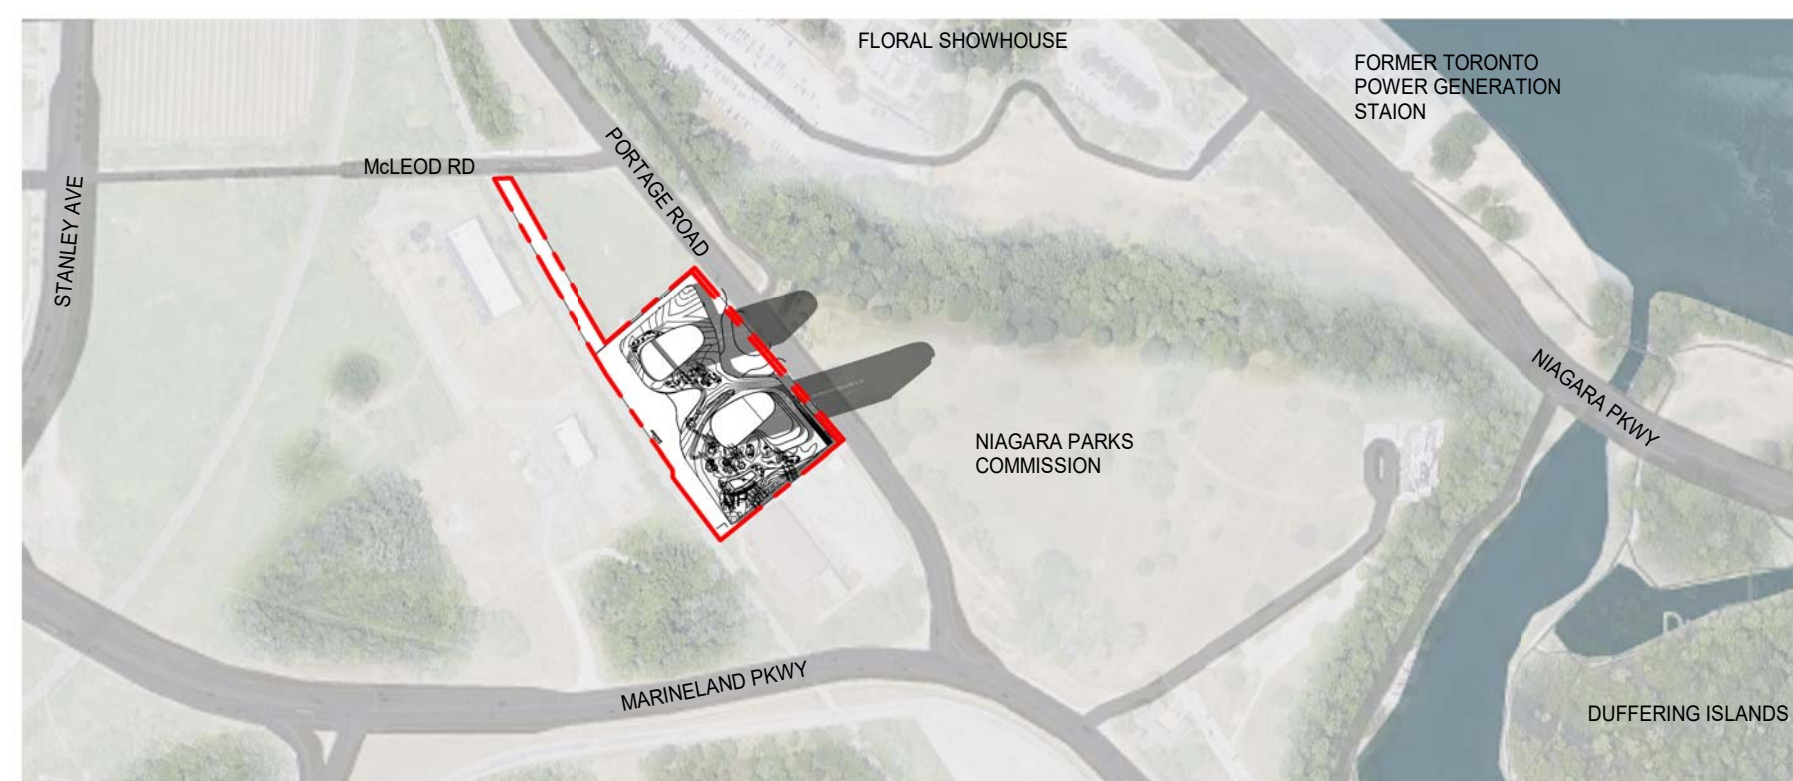 FLORAL SHOWHOUSE
FORMER TORONTO
POWER GENERATION
STAION
McLEOD RD
PORTAGE ROAD
STANLEY AVE
NIAGARA PKWY
NIAGARA PARKS
COMMISSION
MARINELAND PKWY
DUFFERING ISLANDS